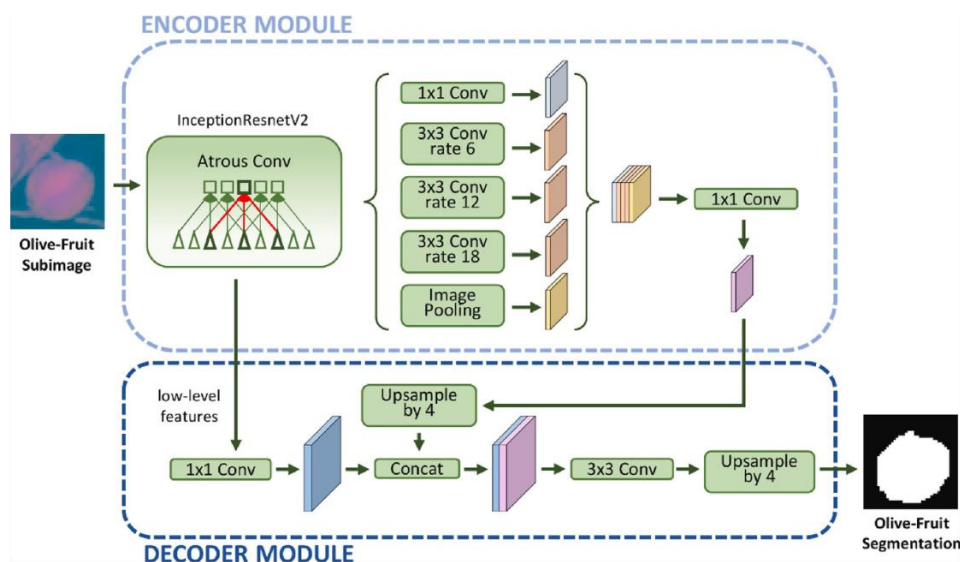 ENCODER MODULE
InceptionResnetV2
Atrous Conv
Olive-Fruit
Subimage
1x1 Conv
3x3 Conv
rate 6
3x3 Conv
rate 12
3x3 Conv
rate 18
Image
Pooling
1x1 Conv
low-level
features
Upsample
by 4
1x1 Conv
Concat
3x3 Conv
Upsample
by 4
Olive-Fruit
Segmentation
DECODER MODULE